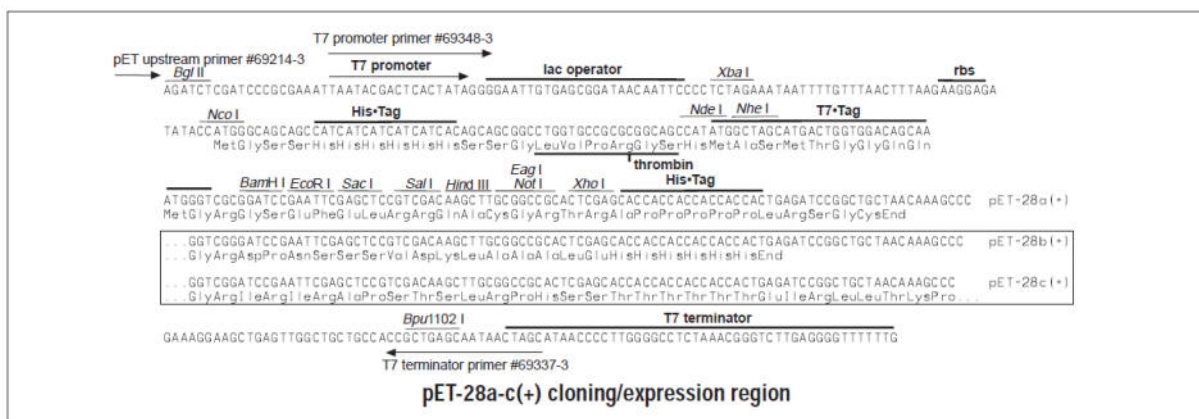 T7 promoter primer #69348-3
pET upstream primer #69214-3
Bgl II T7 promoter lac operator Xba I rbs
AGATCTCGATCCCGCGAAATTAATACGACTCACTATAGGGGAATTGTGAGCGGATAACAATTCCCCTCTAGAAATAATTTTGTTTAACTTTAAGAAGGAGA
Nco I His•Tag Nde I Nhe I T7•Tag
TATACCATGGGCAGCAGCCATCATCATCATCATCACAGCAGCGGCCTGGTGCCGCGCGGCAGCCATATGGCTAGCATGACTGGTGGACAGCAA
MetGlySerSerHisHisHisHisHisHisSerSerGlyLeuValProArgGlySerHisMetAlaSerMetThrGlyGlyGlnGln
thrombin
BamH I EcoR I Sac I Sal I Hind III Eag I Not I Xho I His•Tag
ATGGGTCGCGGATCCGAATTCGAGCTCCGTCGACAAGCTTGCGGCCGCACTCGAGCACCACCACCACCACCACTGAGATCCGGCTGCTAACAAAGCCC pET-28a(+)
MetGlyArgGlySerGluPheGluLeuArgArgGlnAlaCysGlyArgThrArgAlaProProProProProLeuArgSerGlyCysEnd
...GGTCGGGATCCGAATTCGAGCTCCGTCGACAAGCTTGCGGCCGCACTCGAGCACCACCACCACCACCACTGAGATCCGGCTGCTAACAAAGCCC pET-28b(+)
...GlyArgAspProAsnSerSerSerValAspLysLeuAlaAlaAlaLeuGluHisHisHisHisHisHisEnd
...GGTCGGATCCGAATTCGAGCTCCGTCGACAAGCTTGCGGCCGCACTCGAGCACCACCACCACCACCACTGAGATCCGGCTGCTAACAAAGCCC pET-28c(+)
...GlyArgIleArgIleArgAlaProSerThrSerLeuArgProHisSerSerThrThrThrThrThrThrGluIleArgLeuLeuThrLysPro...
Bpu1102 I T7 terminator
GAAAGGAAGCTGAGTTGGCTGCTGCCACCGCTGAGCAATAACTAGCATAACCCCTTGGGGCCTCTAAACGGGTCTTGAGGGGTTTTTTG
T7 terminator primer #69337-3
pET-28a-c(+) cloning/expression region